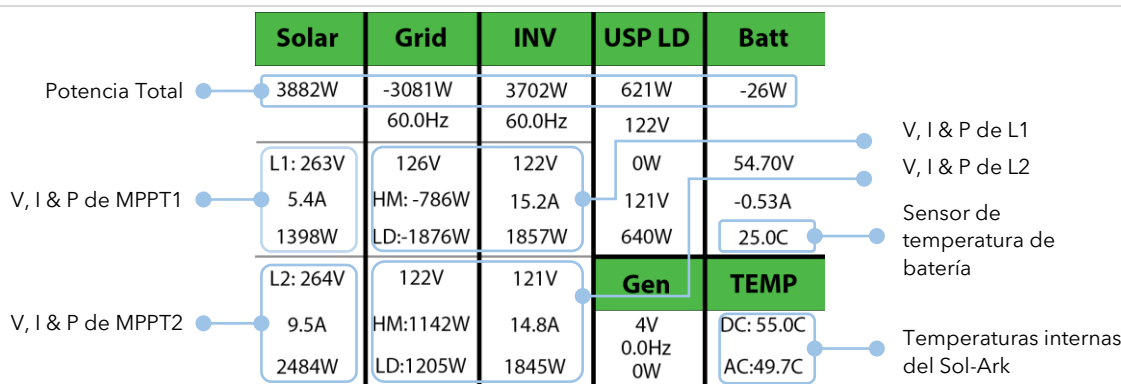 Solar Grid INV USP LD Batt
Potencia Total 3882W -3081W 3702W 621W -26W
60.0Hz 60.0Hz 122V
V, I & P de L1
L1: 263V 126V 122V 0W 54.70V
V, I & P de L2
V, I & P de MPPT1 5.4A HM: -786W 15.2A 121V -0.53A
1398W LD:-1876W 1857W 640W 25.0C
Sensor de
temperatura de
batería
L2: 264V 122V 121V Gen TEMP
V, I & P de MPPT2 9.5A HM:1142W 14.8A 4V DC: 55.0C
0.0Hz
2484W LD:1205W 1845W 0W AC:49.7C
Temperaturas internas
del Sol-Ark